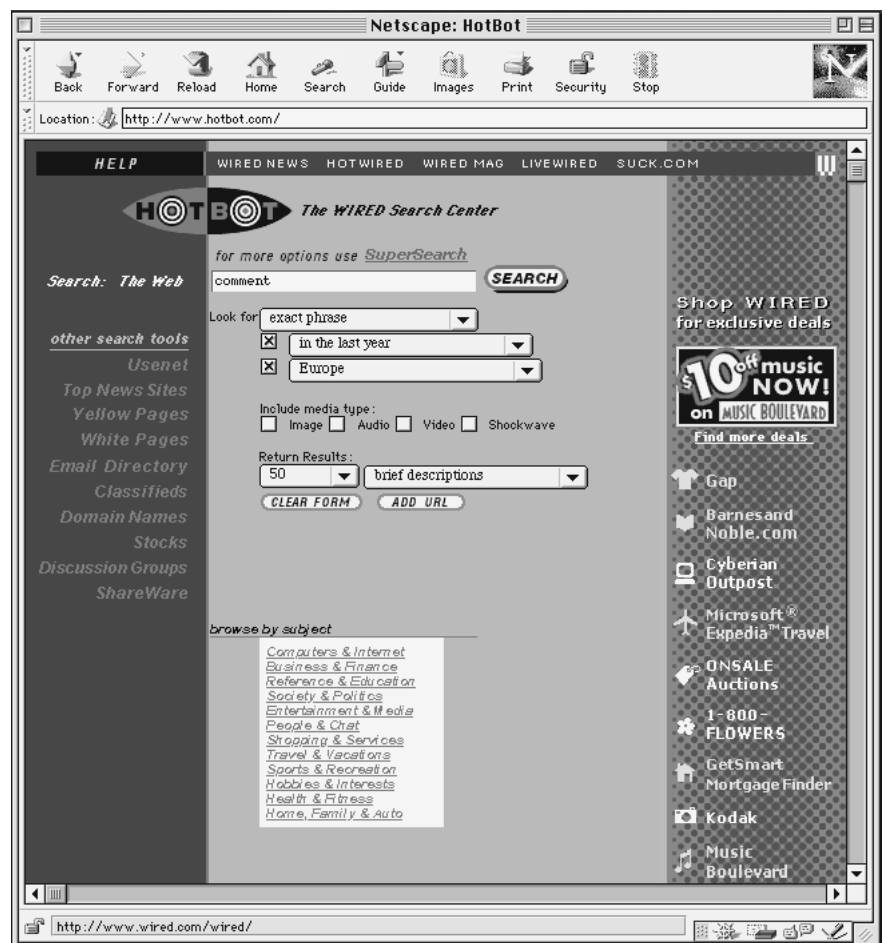 Netscape: HotBot
Back Forward Reload Home Search Guide Images Print Security Stop
N
Location: http://www.hotbot.com/
HELP
WIRED NEWS HOTWIRED WIRED MAG LIVEWIRED SUCK.COM
W
HOTBOT The WIRED Search Center
for more options use SuperSearch
Search: The Web
comment
SEARCH
Look for exact phrase
in the last year
Europe
Include media type:
Image Audio Video Shockwave
Return Results:
50 brief descriptions
CLEAR FORM ADD URL
other search tools
Usenet
Top News Sites
Yellow Pages
White Pages
Email Directory
Classifieds
Domain Names
Stocks
Discussion Groups
ShareWare
browse by subject
Computers & Internet
Business & Finance
Reference & Education
Society & Politics
Entertainment & Media
People & Chat
Shopping & Services
Travel & Vacations
Sports & Recreation
Hobbies & Interests
Health & Fitness
Home, Family & Auto
Shop WIRED
for exclusive deals
$10 off music
NOW!
on MUSIC BOULEVARD
Find more deals
Gap
Barnesand
Noble.com
Cyberian
Outpost
Microsoft®
Expedia™ Travel
ONSALE
Auctions
1-800-
FLOWERS
GetSmart
Mortgage Finder
Kodak
Music
Boulevard
http://www.wired.com/wired/